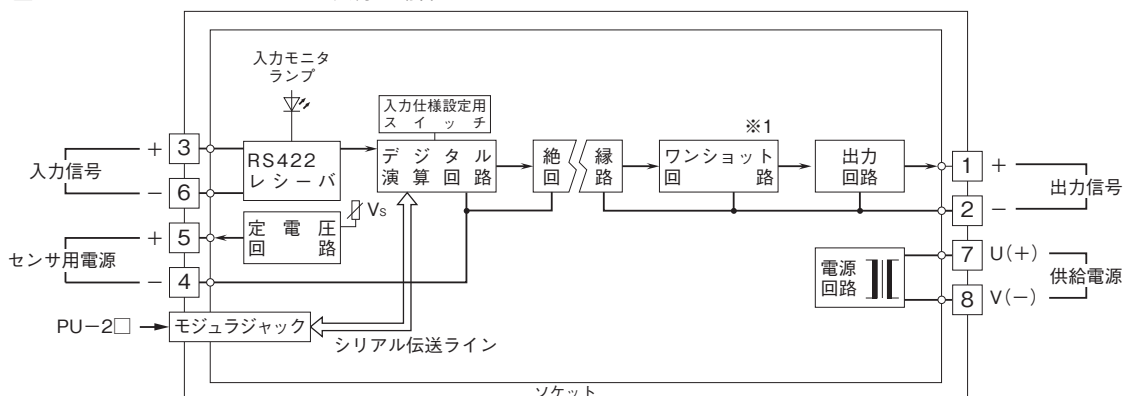 入力モニタ
ランプ
入力仕様設定用
スイッチ
※1
入力信号
+ 3
− 6
RS422
レシーバ
デジタル
演算回路
絶縁
回路
ワンショット
回路
出力
回路
1 +
2 −
出力信号
センサ用電源
+ 5
− 4
定電圧
回路
Vs
電源
回路
7 U(+)
8 V(−)
供給電源
PU−2□
モジュラジャック
シリアル伝送ライン
ソケット